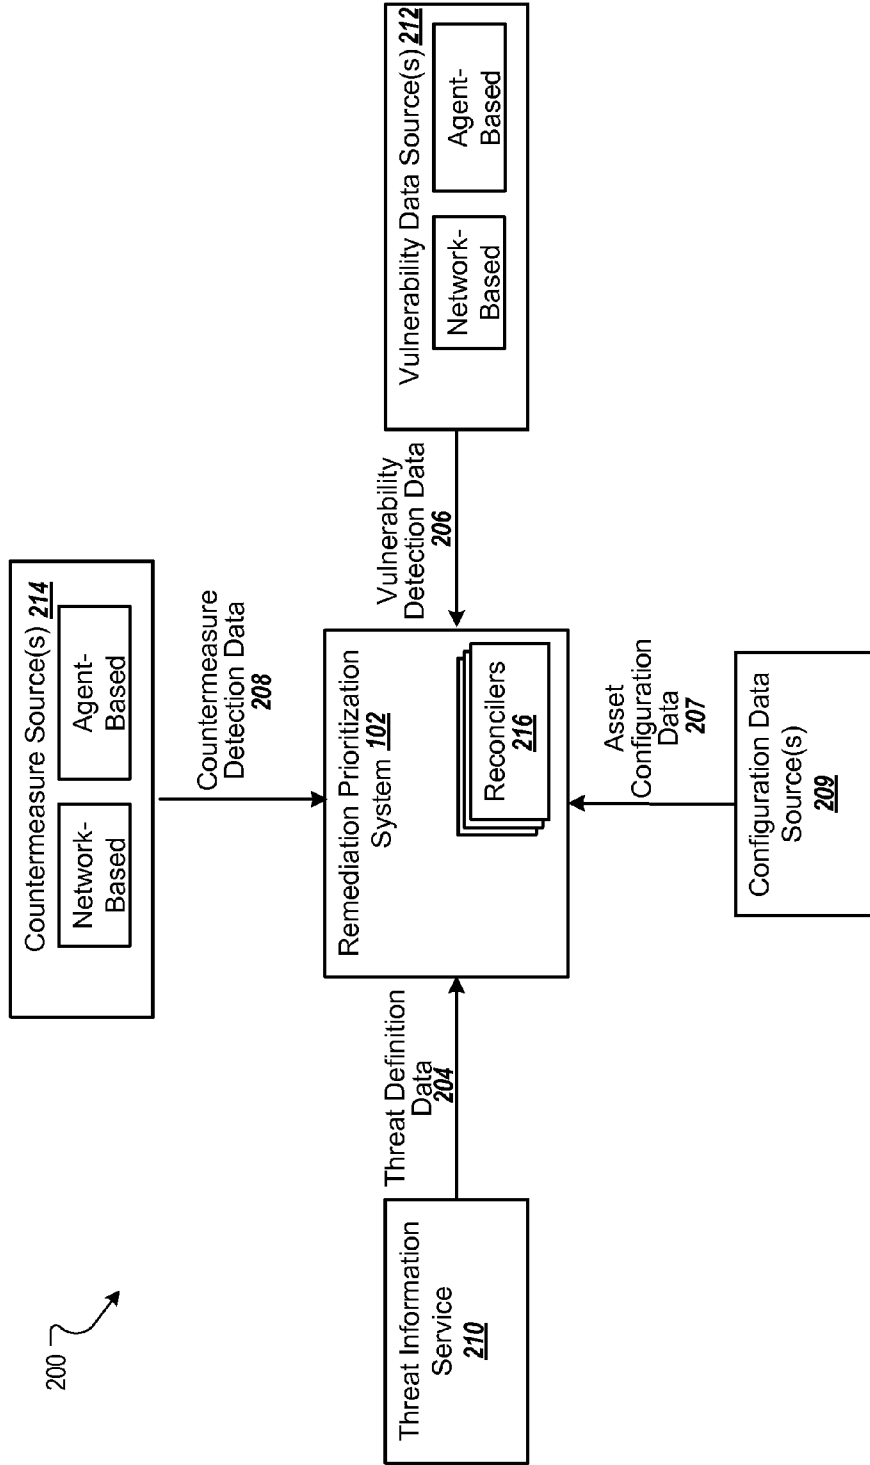 200
Countermeasure Source(s) 214
Network-
Based
Agent-
Based
Countermeasure
Detection Data
208
Threat Information
Service
210
Threat Definition
Data
204
Remediation Prioritization
System 102
Reconcilers
216
Vulnerability
Detection Data
206
Vulnerability Data Source(s) 212
Network-
Based
Agent-
Based
Asset
Configuration
Data
207
Configuration Data
Source(s)
209